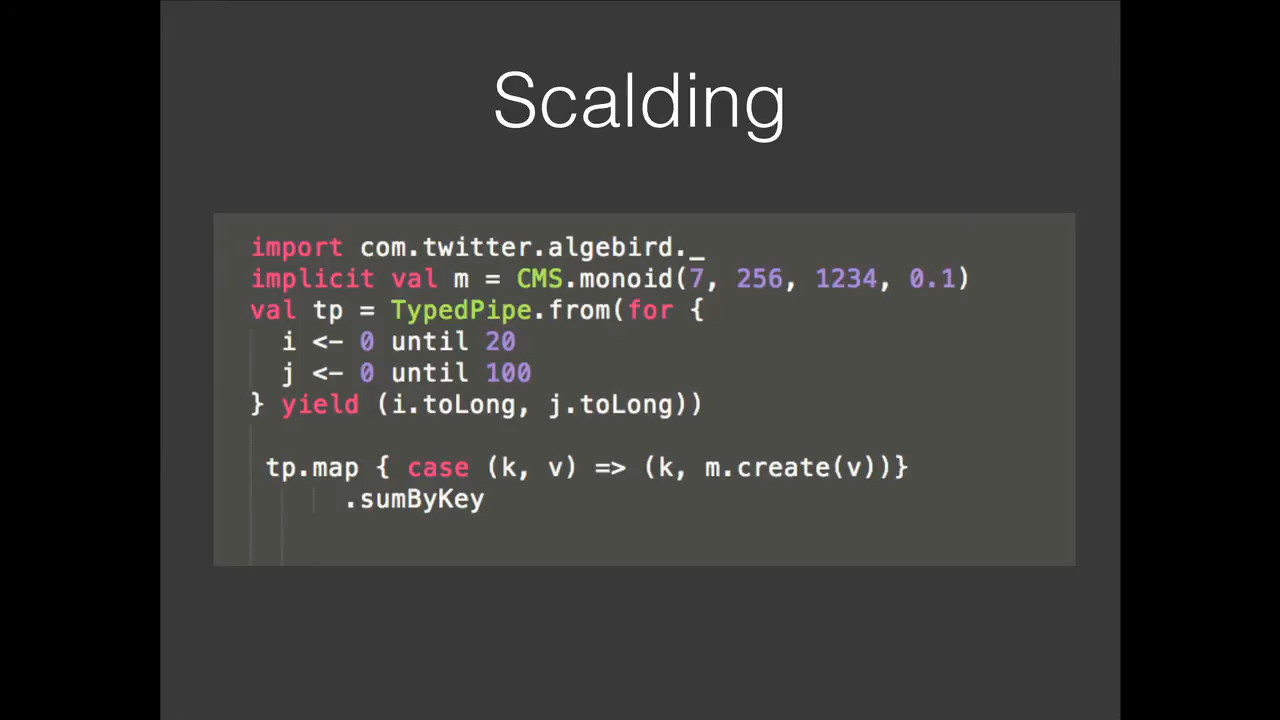 Scalding
import com.twitter.algebird._
implicit val m = CMS.monoid(7, 256, 1234, 0.1)
val tp = TypedPipe.from(for {
  i <- 0 until 20
  j <- 0 until 100
} yield (i.toLong, j.toLong))
 tp.map { case (k, v) => (k, m.create(v))}
      .sumByKey